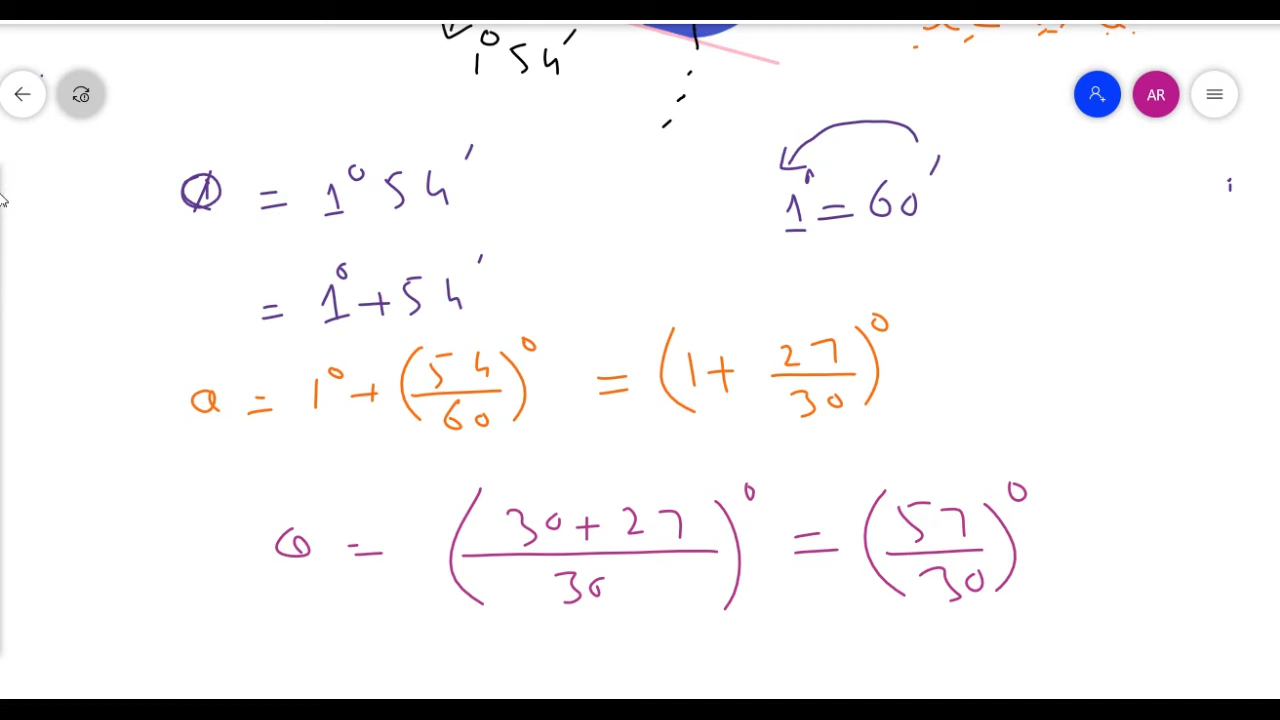 1° 54′
AR
θ = 1° 54′
1° = 60′
= 1° + 54′
θ = 1° + (54/60)° = (1 + 27/30)°
θ = (30+27/30)° = (57/30)°